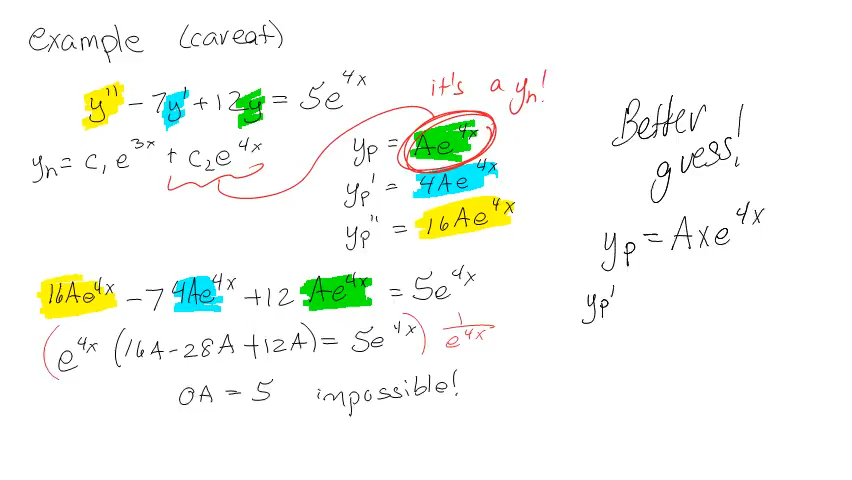 example (caveat)
it's a yₕ!
y'' - 7y' + 12y = 5e^{4x}
yₕ = c₁e^{3x} + c₂e^{4x}
yₚ = Ae^{4x}
yₚ' = 4Ae^{4x}
yₚ'' = 16Ae^{4x}
16Ae^{4x} - 7 4Ae^{4x} + 12 Ae^{4x} = 5e^{4x}
(e^{4x} (16A - 28A + 12A) = 5e^{4x}) 1/e^{4x}
0A = 5 impossible!
Better
guess!
yₚ = Axe^{4x}
yₚ'